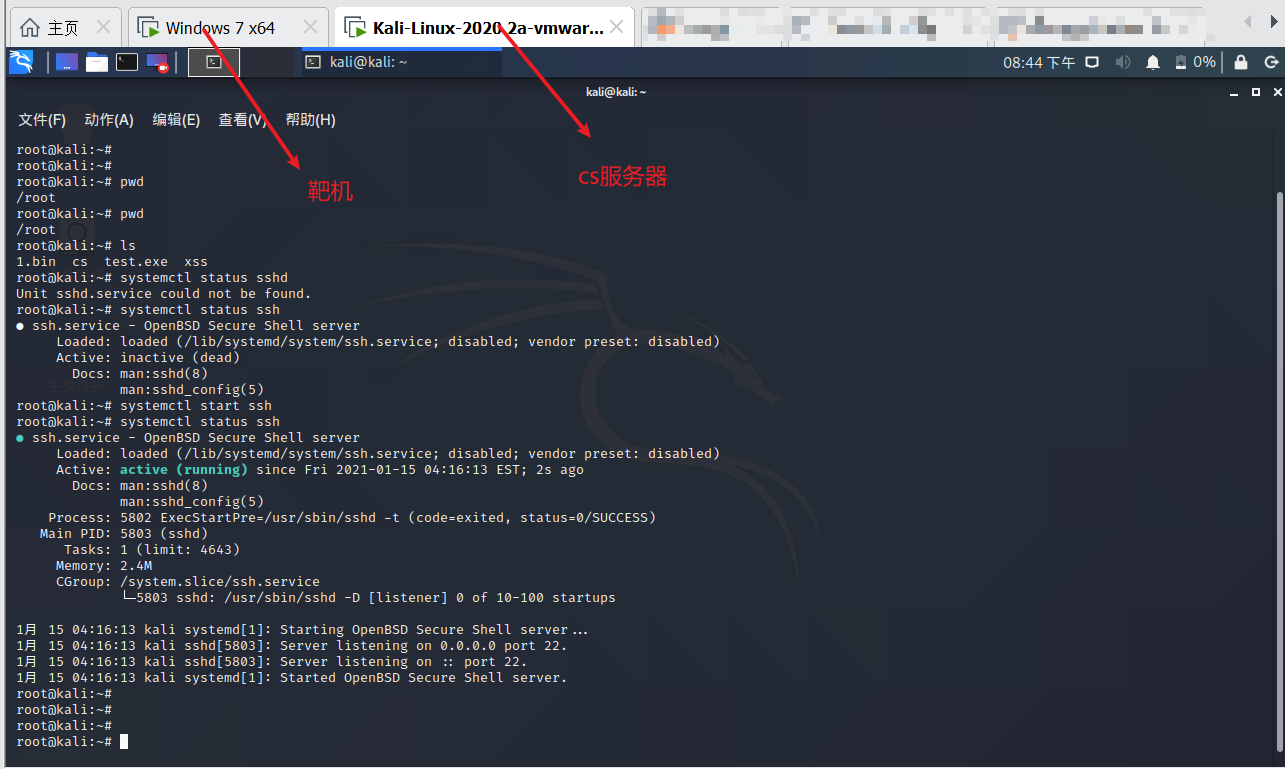 主页
Windows 7 x64
Kali-Linux-2020.2a-vmwar...
kali@kali: ~
08:44 下午
0%
kali@kali: ~
文件(F) 动作(A) 编辑(E) 查看(V) 帮助(H)
靶机
cs服务器
root@kali:~#
root@kali:~#
root@kali:~# pwd
/root
root@kali:~# pwd
/root
root@kali:~# ls
1.bin cs test.exe xss
root@kali:~# systemctl status sshd
Unit sshd.service could not be found.
root@kali:~# systemctl status ssh
● ssh.service - OpenBSD Secure Shell server
Loaded: loaded (/lib/systemd/system/ssh.service; disabled; vendor preset: disabled)
Active: inactive (dead)
Docs: man:sshd(8)
man:sshd_config(5)
root@kali:~# systemctl start ssh
root@kali:~# systemctl status ssh
● ssh.service - OpenBSD Secure Shell server
Loaded: loaded (/lib/systemd/system/ssh.service; disabled; vendor preset: disabled)
Active: active (running) since Fri 2021-01-15 04:16:13 EST; 2s ago
Docs: man:sshd(8)
man:sshd_config(5)
Process: 5802 ExecStartPre=/usr/sbin/sshd -t (code=exited, status=0/SUCCESS)
Main PID: 5803 (sshd)
Tasks: 1 (limit: 4643)
Memory: 2.4M
CGroup: /system.slice/ssh.service
└─5803 sshd: /usr/sbin/sshd -D [listener] 0 of 10-100 startups
1月 15 04:16:13 kali systemd[1]: Starting OpenBSD Secure Shell server...
1月 15 04:16:13 kali sshd[5803]: Server listening on 0.0.0.0 port 22.
1月 15 04:16:13 kali sshd[5803]: Server listening on :: port 22.
1月 15 04:16:13 kali systemd[1]: Started OpenBSD Secure Shell server.
root@kali:~#
root@kali:~#
root@kali:~#
root@kali:~#